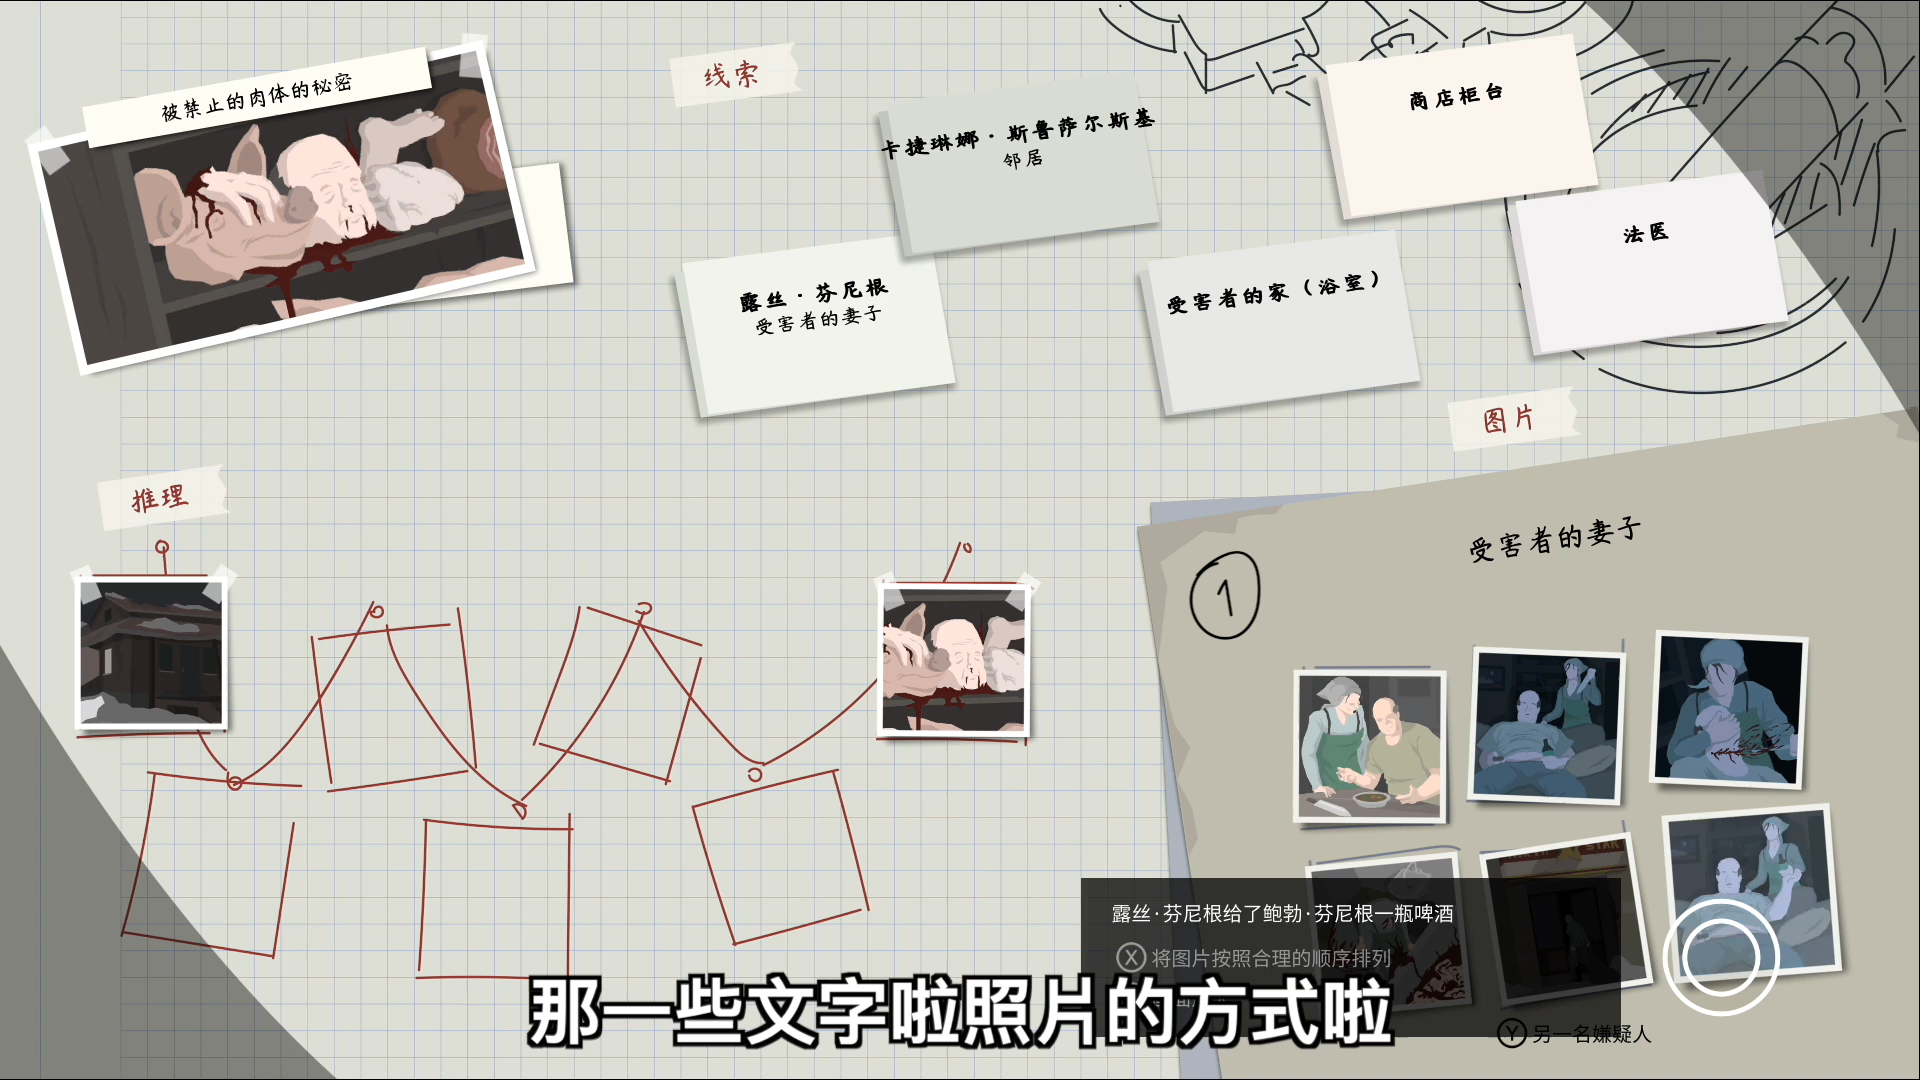 被禁止的肉体的秘密
线索
卡捷琳娜·斯鲁萨尔斯基
邻居
商店柜台
露丝·芬尼根
受害者的妻子
受害者的家（浴室）
法医
图片
推理
受害者的妻子
1
STAR
露丝·芬尼根给了鲍勃·芬尼根一瓶啤酒
X 将图片按照合理的顺序排列
那一些文字啦照片的方式啦
Y 另一名嫌疑人